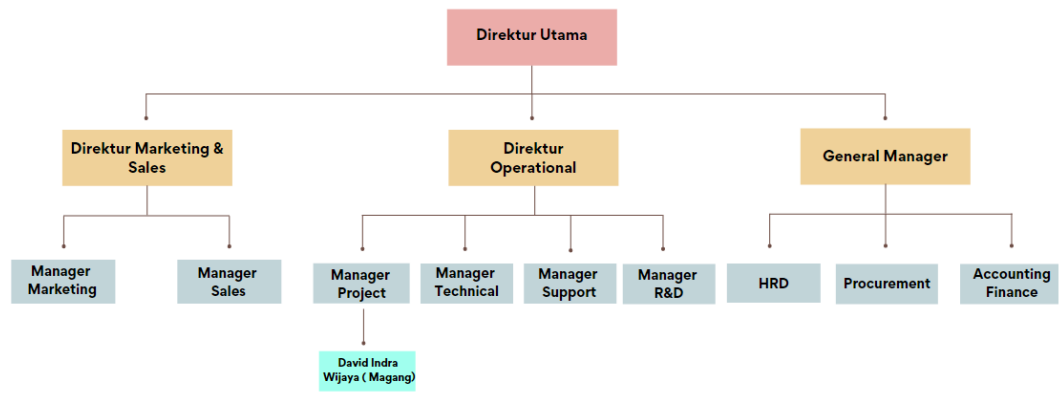 Direktur Utama
Direktur Marketing &
Sales
Direktur
Operational
General Manager
Manager
Marketing
Manager
Sales
Manager
Project
Manager
Technical
Manager
Support
Manager
R&D
HRD
Procurement
Accounting
Finance
David Indra
Wijaya ( Magang)